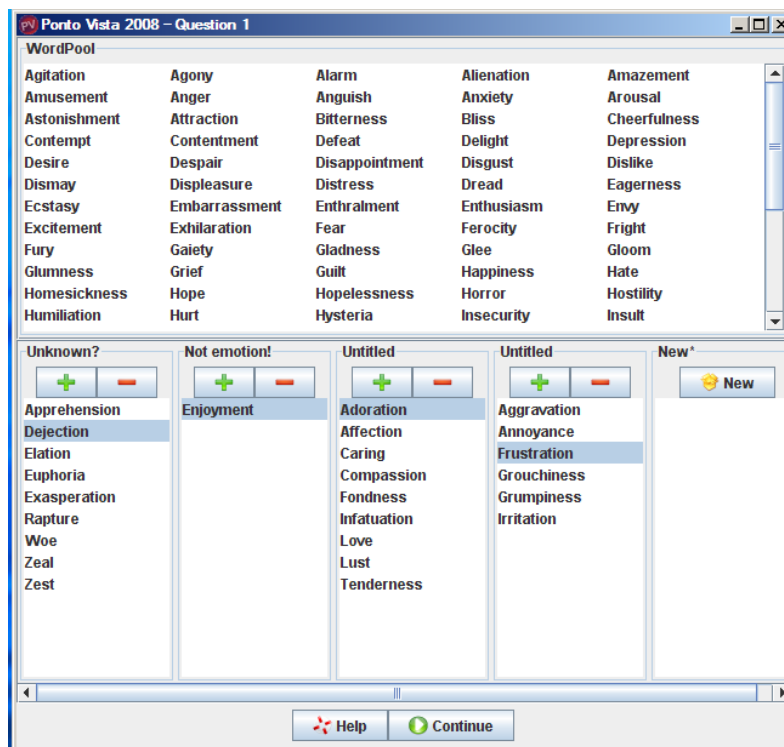 PV Ponto Vista 2008 – Question 1
WordPool
Agitation Agony Alarm Alienation Amazement
Amusement Anger Anguish Anxiety Arousal
Astonishment Attraction Bitterness Bliss Cheerfulness
Contempt Contentment Defeat Delight Depression
Desire Despair Disappointment Disgust Dislike
Dismay Displeasure Distress Dread Eagerness
Ecstasy Embarrassment Enthralment Enthusiasm Envy
Excitement Exhilaration Fear Ferocity Fright
Fury Gaiety Gladness Glee Gloom
Glumness Grief Guilt Happiness Hate
Homesickness Hope Hopelessness Horror Hostility
Humiliation Hurt Hysteria Insecurity Insult
Unknown? Not emotion! Untitled Untitled New*
New
Apprehension Enjoyment Adoration Aggravation
Dejection Affection Annoyance
Elation Caring Frustration
Euphoria Compassion Grouchiness
Exasperation Fondness Grumpiness
Rapture Infatuation Irritation
Woe Love
Zeal Lust
Zest Tenderness
Help Continue